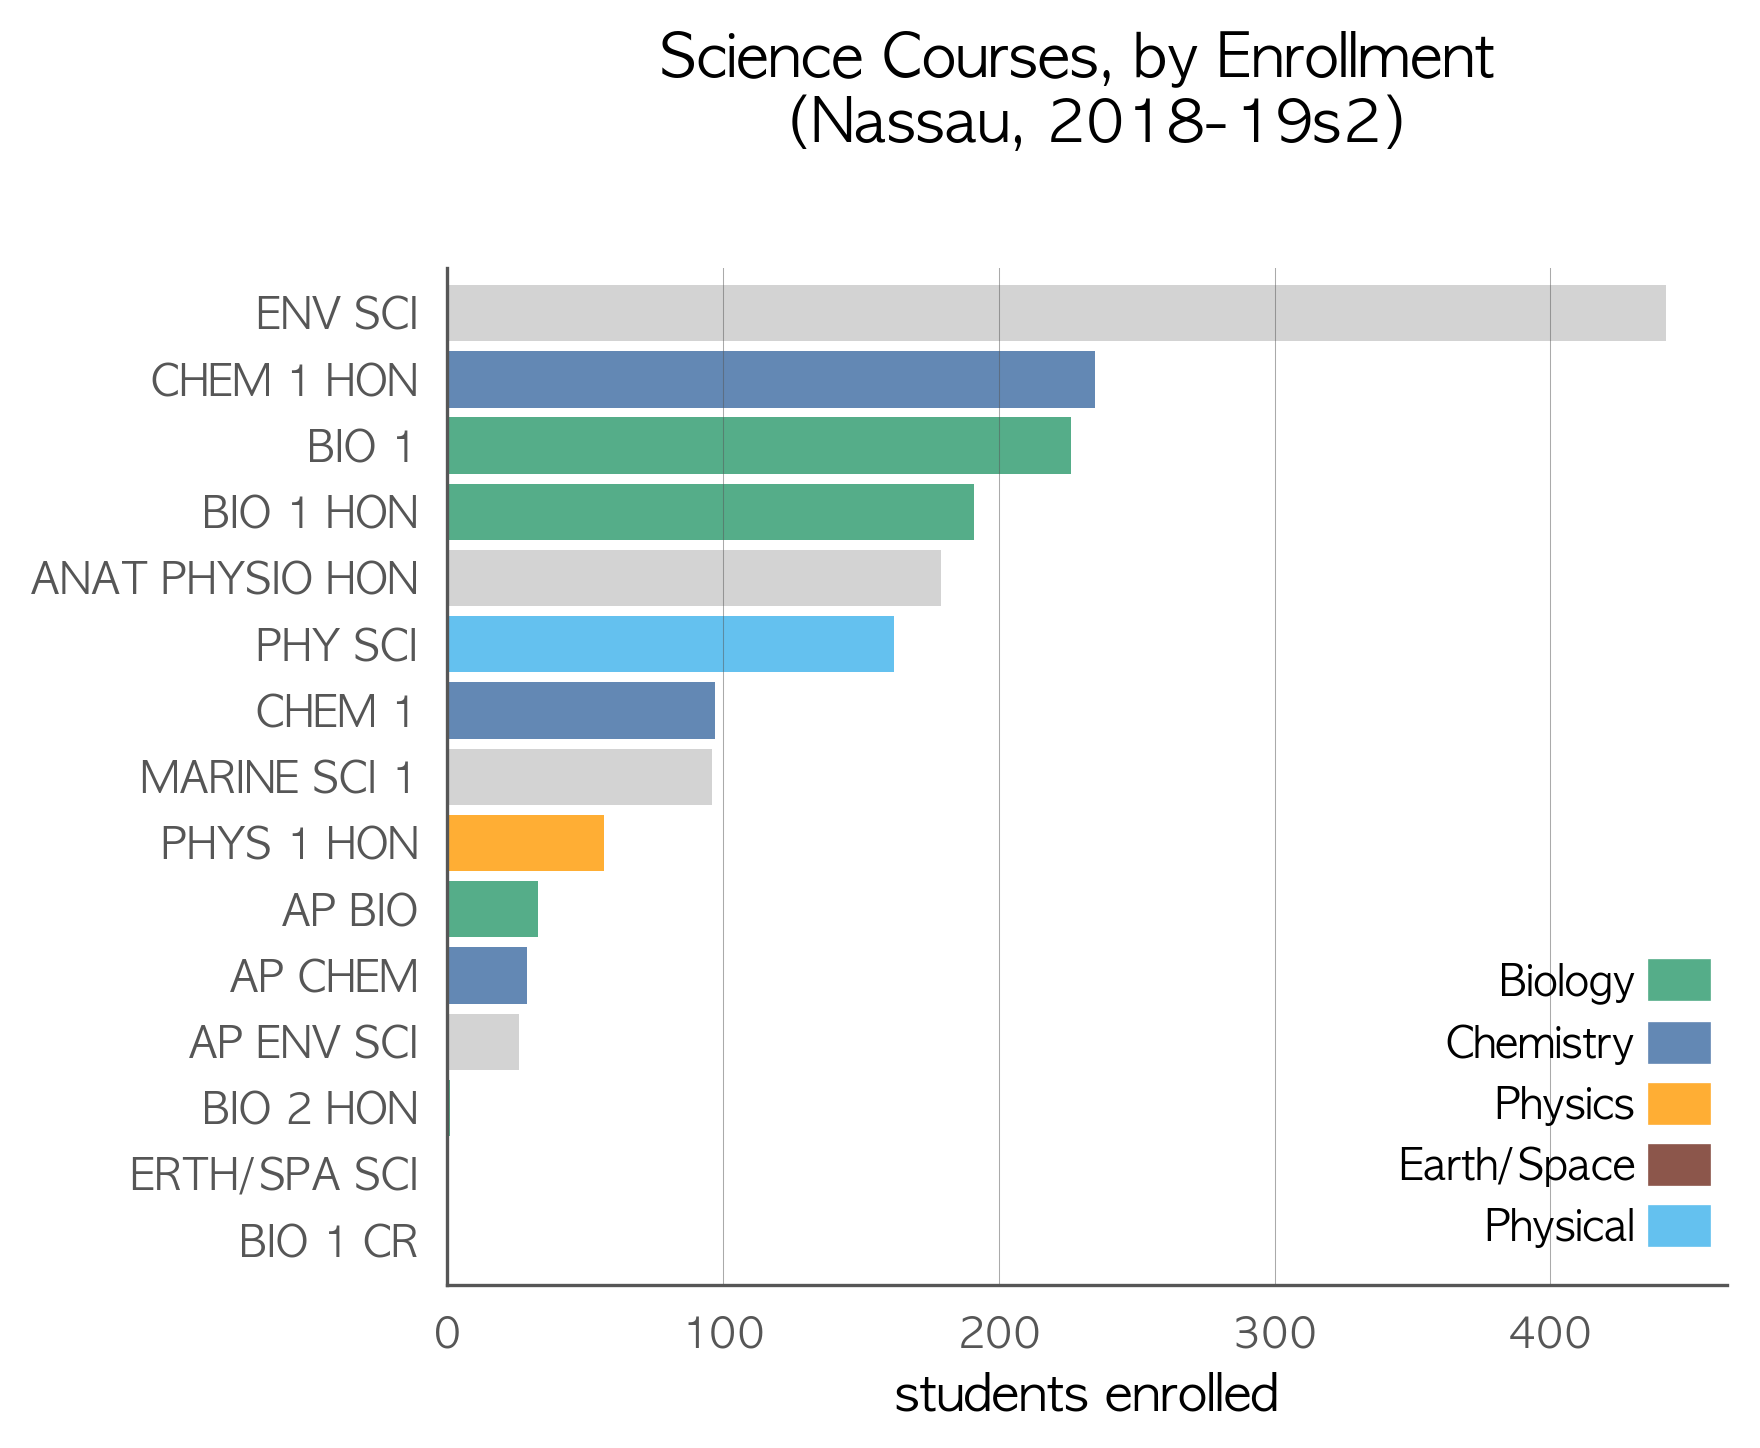 Science Courses, by Enrollment
(Nassau, 2018-19s2)
ENV SCI
CHEM 1 HON
BIO 1
BIO 1 HON
ANAT PHYSIO HON
PHY SCI
CHEM 1
MARINE SCI 1
PHYS 1 HON
AP BIO
AP CHEM
AP ENV SCI
BIO 2 HON
ERTH/SPA SCI
BIO 1 CR
Biology
Chemistry
Physics
Earth/Space
Physical
0 100 200 300 400
students enrolled